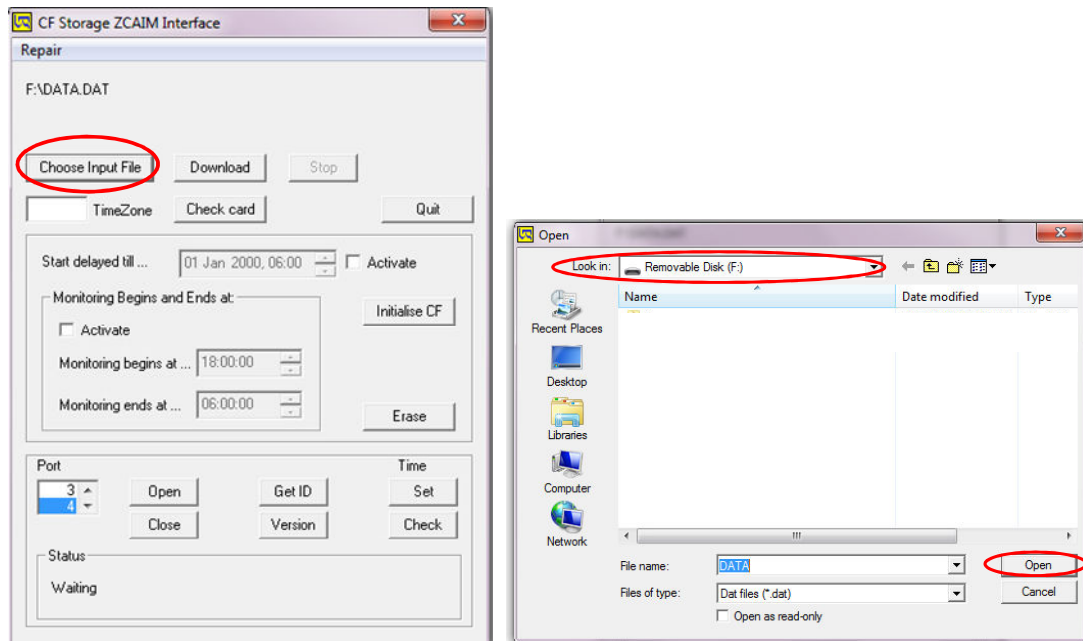 CF Storage ZCAIM Interface
Repair
F:\DATA.DAT
Choose Input File Download Stop
TimeZone Check card Quit
Start delayed till ... 01 Jan 2000, 06:00 Activate
Monitoring Begins and Ends at:
Initialise CF
Activate
Monitoring begins at ... 18:00:00
Monitoring ends at ... 06:00:00
Erase
Port Time
3 Open Get ID Set
4 Close Version Check
Status
Waiting
Open
Look in: Removable Disk (F:)
Name Date modified Type
Recent Places
Desktop
Libraries
Computer
Network
File name: DATA Open
Files of type: Dat files (*.dat) Cancel
Open as read-only